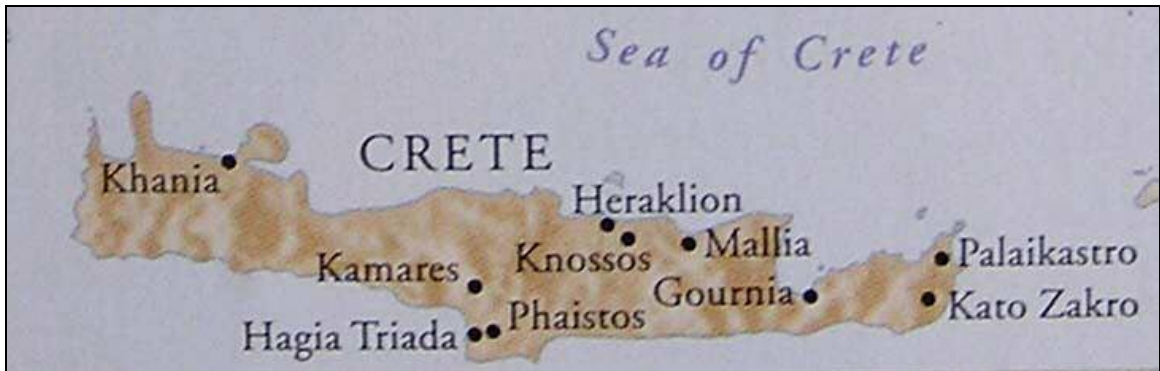 Sea of Crete
CRETE
Khania
Heraklion
Knossos
Mallia
Palaikastro
Kamares
Gournia
Kato Zakro
Phaistos
Hagia Triada